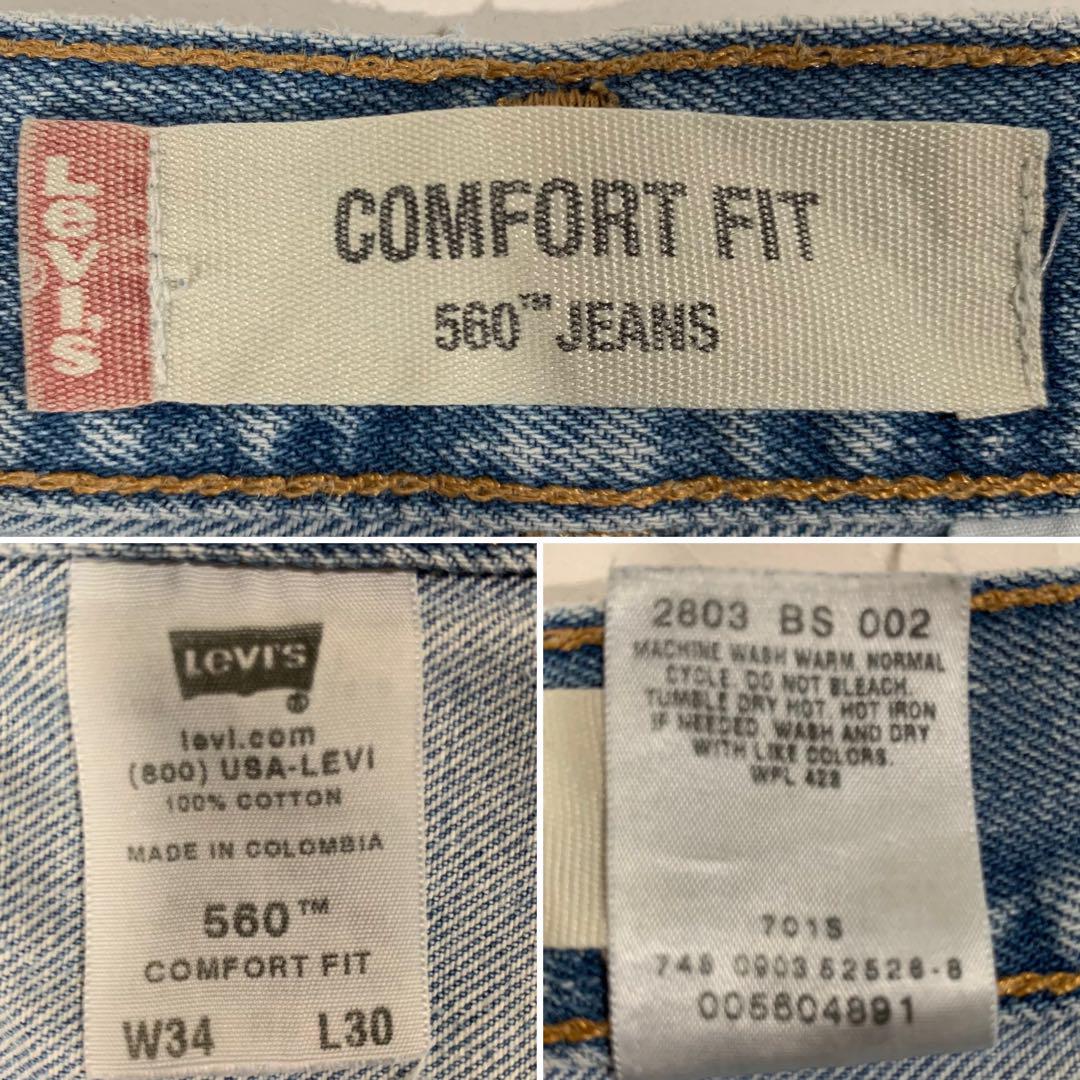 Levi's
COMFORT FIT
560™ JEANS
LEVI'S
®
levi.com
(800) USA-LEVI
100% COTTON
MADE IN COLOMBIA
560™
COMFORT FIT
W34 L30
2803 BS 002
MACHINE WASH WARM, NORMAL
CYCLE. DO NOT BLEACH.
TUMBLE DRY HOT. HOT IRON
IF NEEDED. WASH AND DRY
WITH LIKE COLORS.
WPL 423
701S
0903 52526-8
005604891